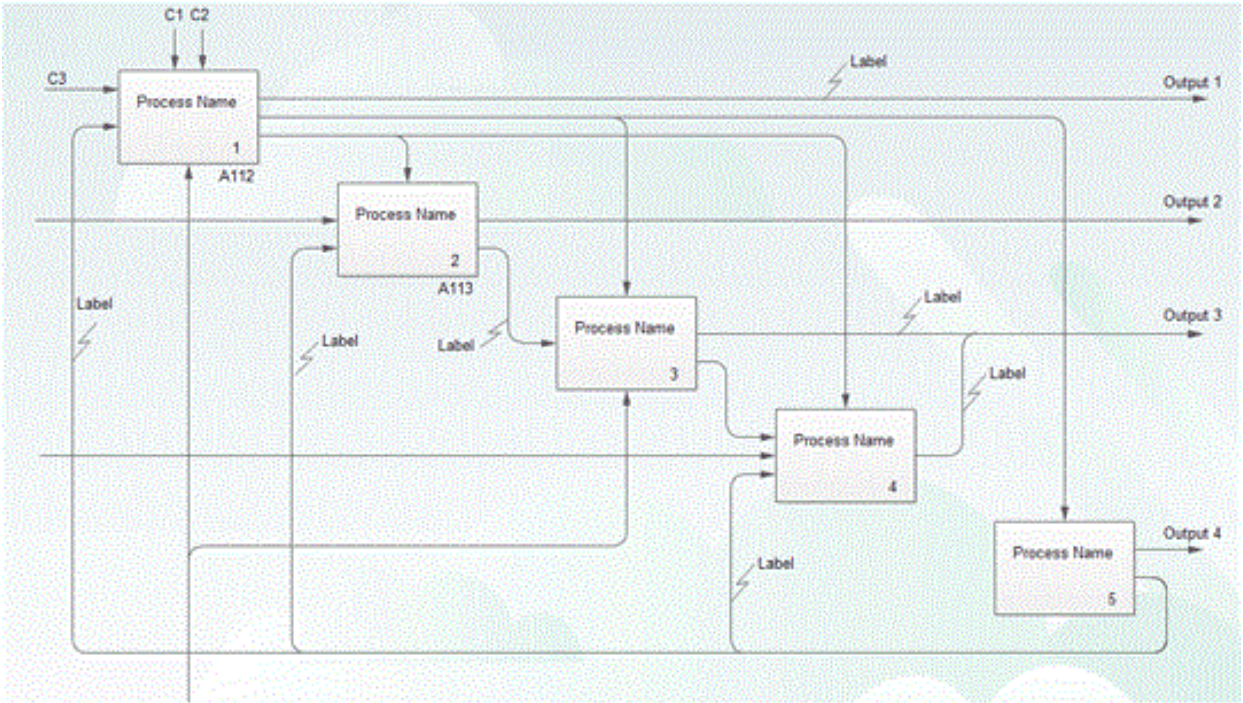 C1 C2
Label
C3
Output 1
Process Name
1
A112
Output 2
Process Name
2
A113
Label
Label
Output 3
Process Name
Label
Label
3
Label
Process Name
4
Output 4
Process Name
Label
5